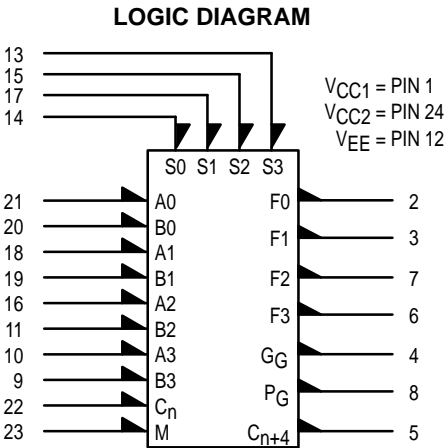 LOGIC DIAGRAM
13
15
17
14
VCC1 = PIN 1
VCC2 = PIN 24
VEE = PIN 12
S0 S1 S2 S3
21 A0 F0 2
20 B0
18 A1 F1 3
19 B1 F2 7
16 A2
11 B2 F3 6
10 A3 GG 4
9 B3 PG 8
22 Cn
23 M Cn+4 5